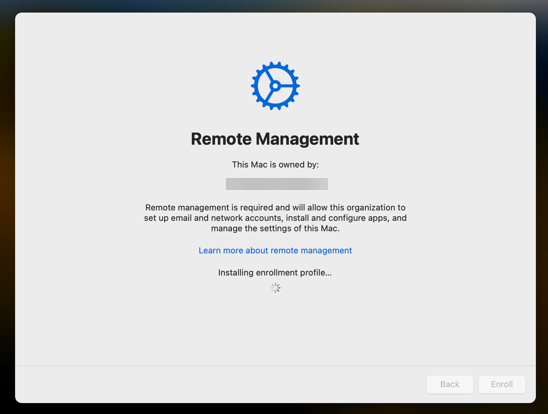 Remote Management
This Mac is owned by:
Remote management is required and will allow this organization to
set up email and network accounts, install and configure apps, and
manage the settings of this Mac.
Learn more about remote management
Installing enrollment profile...
Back
Enroll